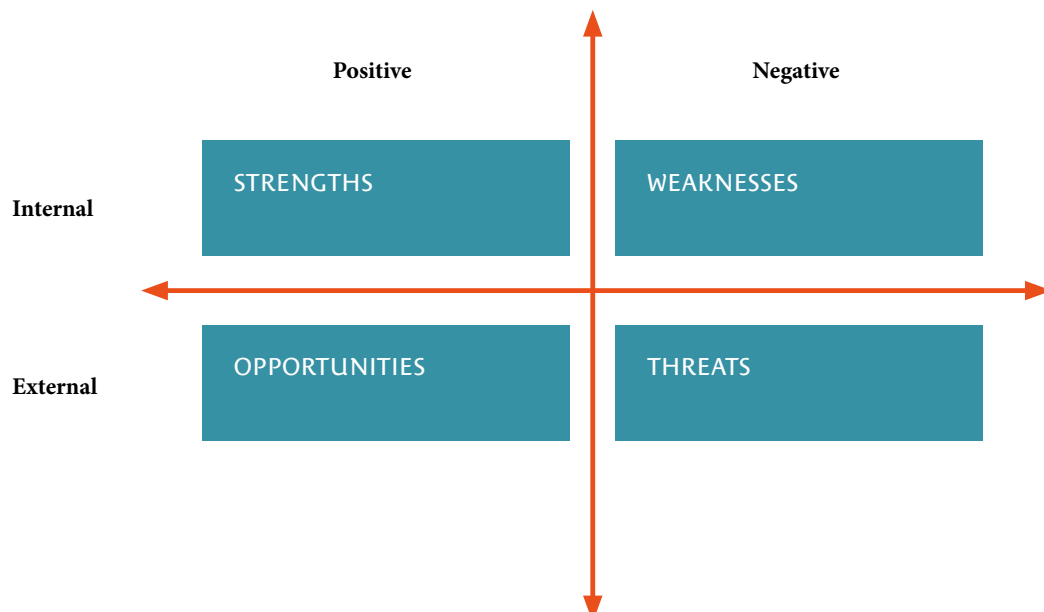 Positive
Negative
Internal
STRENGTHS
WEAKNESSES
External
OPPORTUNITIES
THREATS